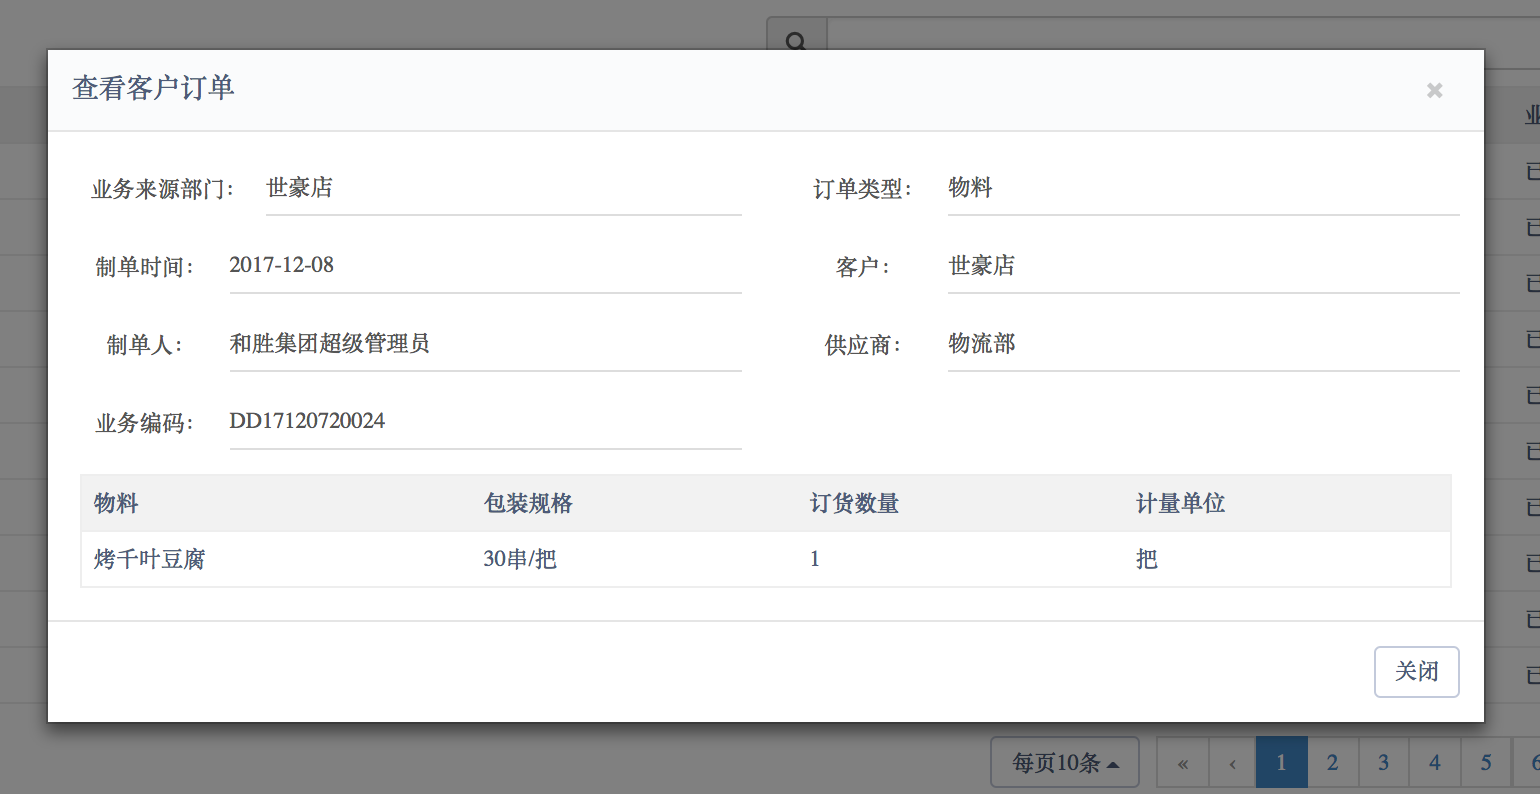 查看客户订单
×
业务来源部门： 世豪店 订单类型： 物料
制单时间： 2017-12-08 客户： 世豪店
制单人： 和胜集团超级管理员 供应商： 物流部
业务编码： DD17120720024
物料 包装规格 订货数量 计量单位
烤千叶豆腐 30串/把 1 把
关闭
每页10条 « ‹ 1 2 3 4 5 6